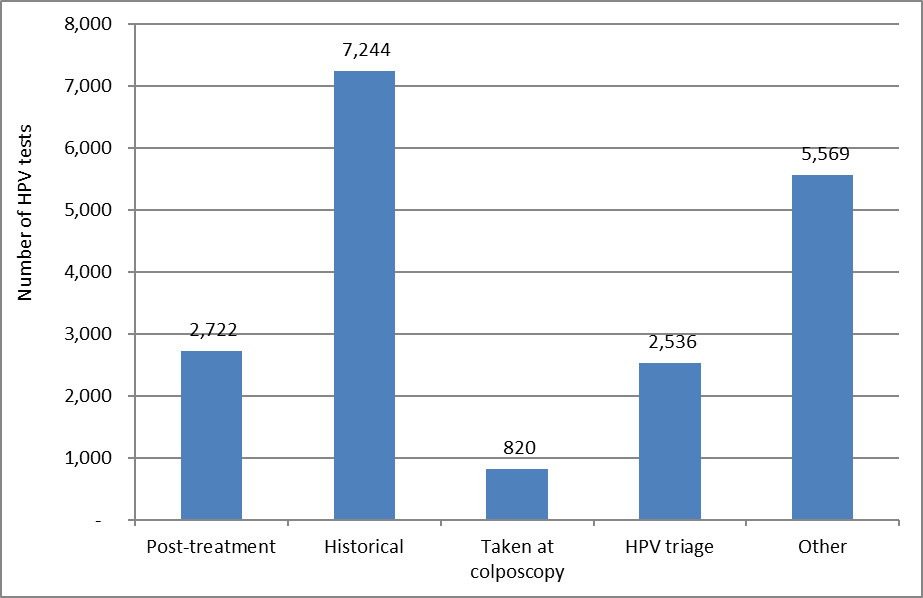 8,000
7,000
6,000
5,000
4,000
3,000
2,000
1,000
-
Number of HPV tests
2,722
7,244
820
2,536
5,569
Post-treatment
Historical
Taken at
colposcopy
HPV triage
Other